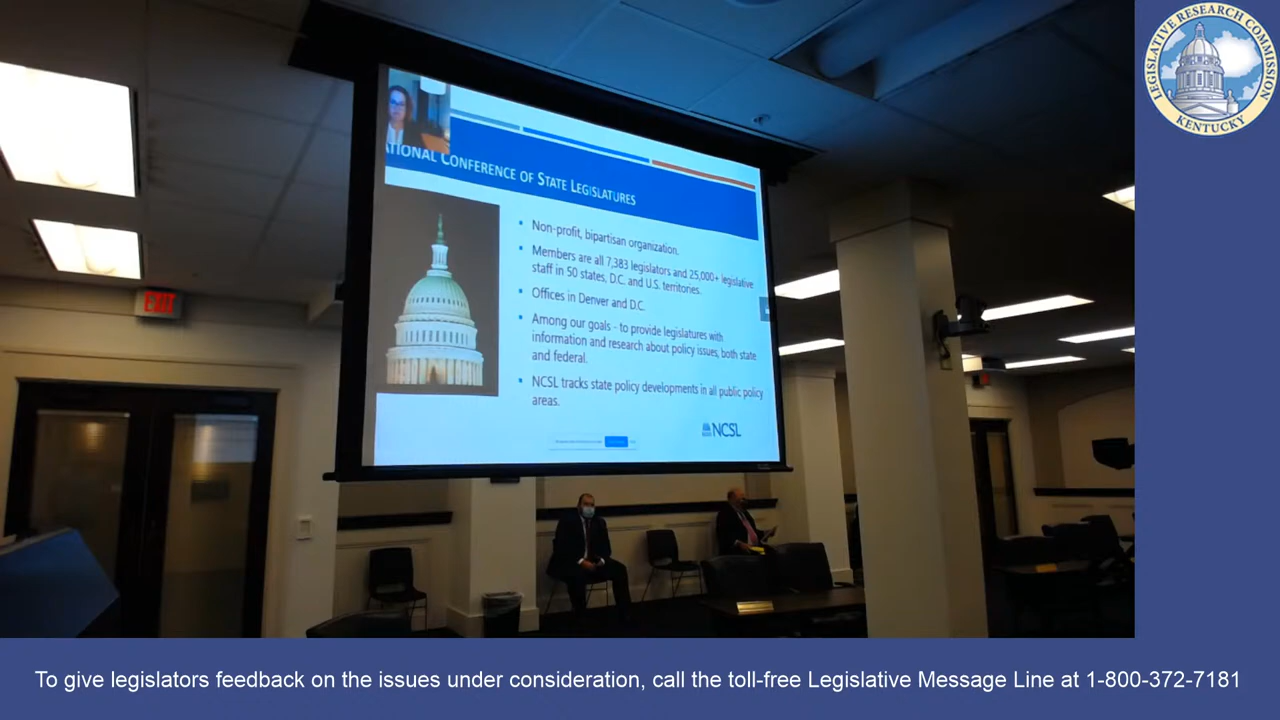 LEGISLATIVE RESEARCH COMMISSION
KENTUCKY
ATIONAL CONFERENCE OF STATE LEGISLATURES
Non-profit, bipartisan organization.
Members are all 7,383 legislators and 25,000+ legislative
staff in 50 states, D.C. and U.S. territories.
Offices in Denver and D.C.
Among our goals - to provide legislatures with
information and research about policy issues, both state
and federal.
NCSL tracks state policy developments in all public policy
areas.
NCSL
EXIT
To give legislators feedback on the issues under consideration, call the toll-free Legislative Message Line at 1-800-372-7181